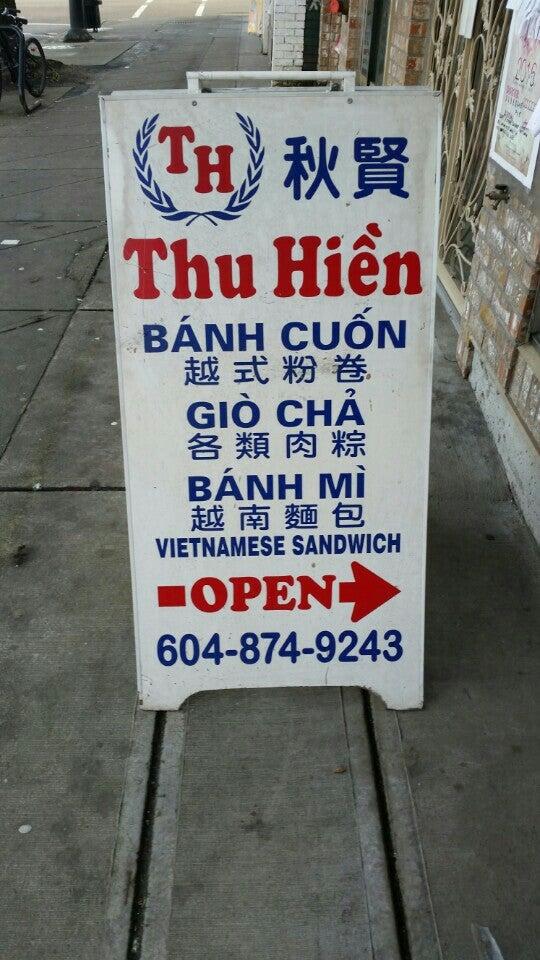 TH 秋賢
Thu Hiền
BÁNH CUỐN
越式粉卷
GIÒ CHẢ
各類肉粽
BÁNH MÌ
越南麵包
VIETNAMESE SANDWICH
OPEN
604-874-9243
2015